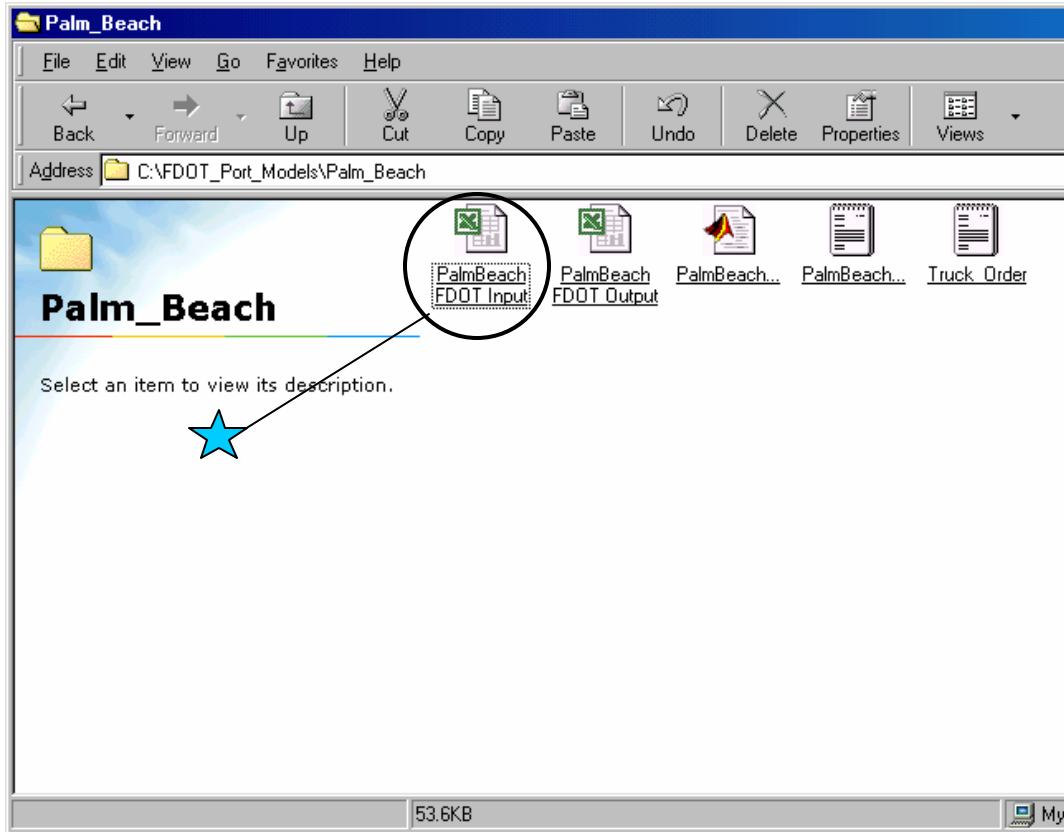 Palm_Beach
File Edit View Go Favorites Help
Back Forward Up Cut Copy Paste Undo Delete Properties Views
Address C:\FDOT_Port_Models\Palm_Beach
Palm_Beach
Select an item to view its description.
PalmBeach
FDOT Input
PalmBeach
FDOT Output
PalmBeach...
PalmBeach...
Truck_Order
53.6KB
My